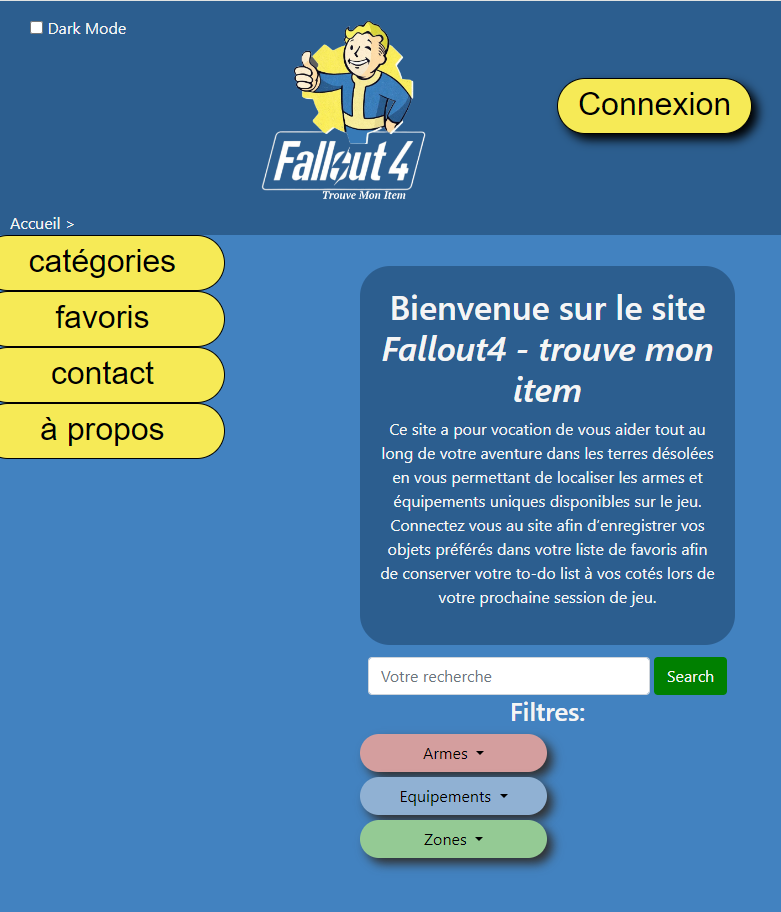 Dark Mode
Connexion
Fallout 4
Trouve Mon Item
Accueil >
catégories
favoris
contact
à propos
Bienvenue sur le site
Fallout4 - trouve mon
item
Ce site a pour vocation de vous aider tout au
long de votre aventure dans les terres désolées
en vous permettant de localiser les armes et
équipements uniques disponibles sur le jeu.
Connectez vous au site afin d'enregistrer vos
objets préférés dans votre liste de favoris afin
de conserver votre to-do list à vos cotés lors de
votre prochaine session de jeu.
Votre recherche
Search
Filtres:
Armes
Equipements
Zones